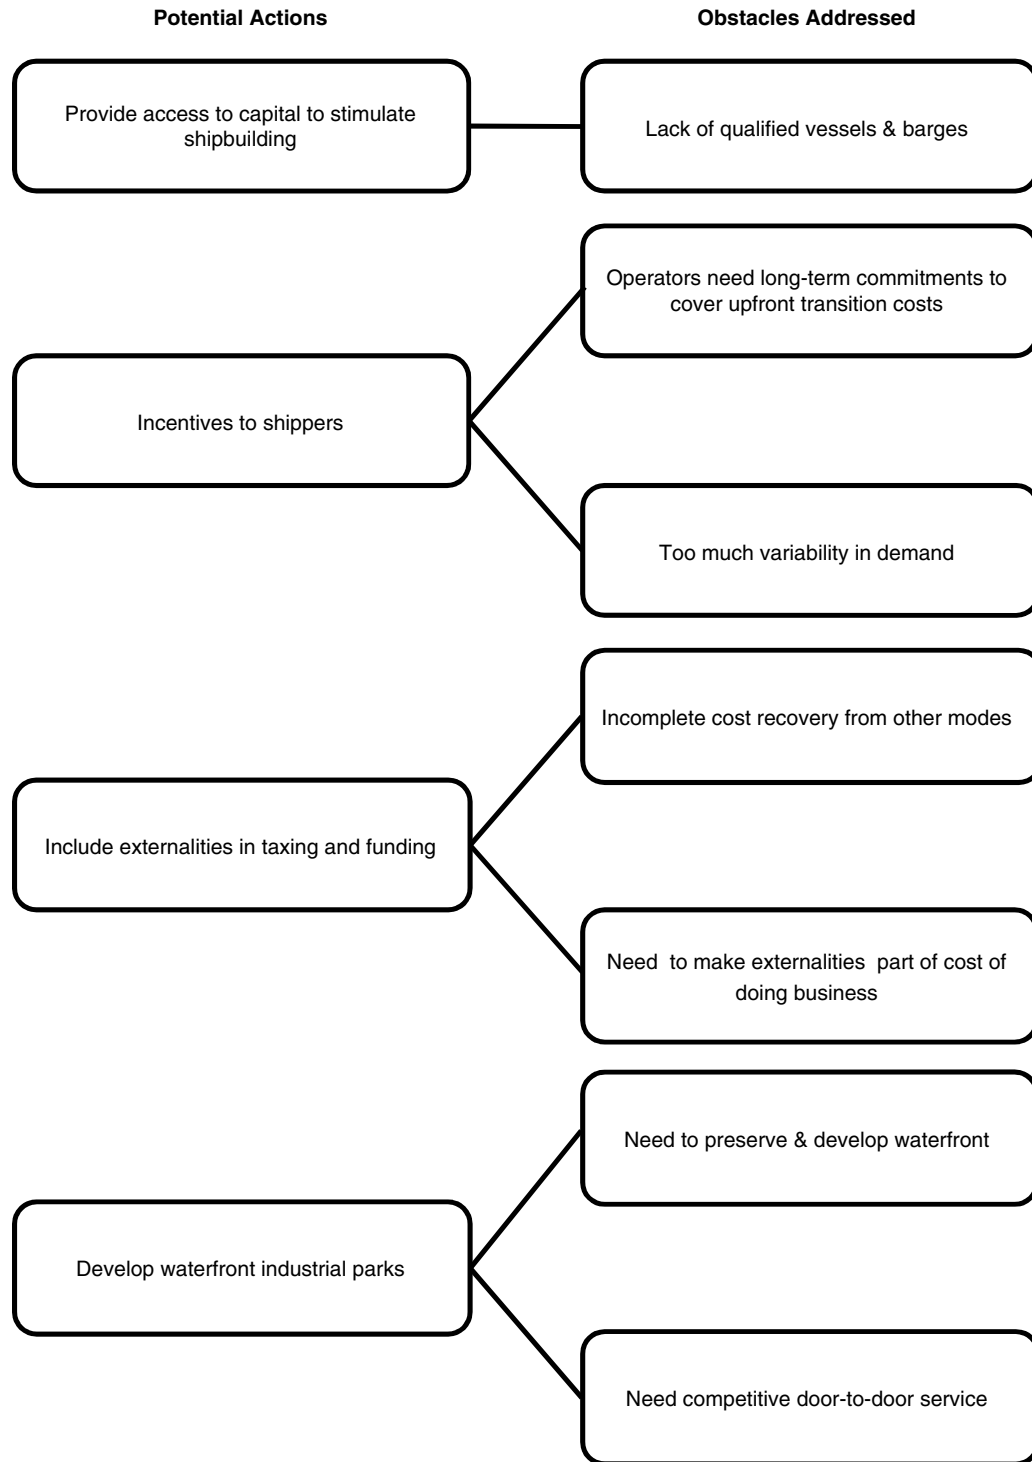 Potential Actions
Obstacles Addressed
Provide access to capital to stimulate
shipbuilding
Lack of qualified vessels & barges
Operators need long-term commitments to
cover upfront transition costs
Incentives to shippers
Too much variability in demand
Incomplete cost recovery from other modes
Include externalities in taxing and funding
Need to make externalities part of cost of
doing business
Need to preserve & develop waterfront
Develop waterfront industrial parks
Need competitive door-to-door service